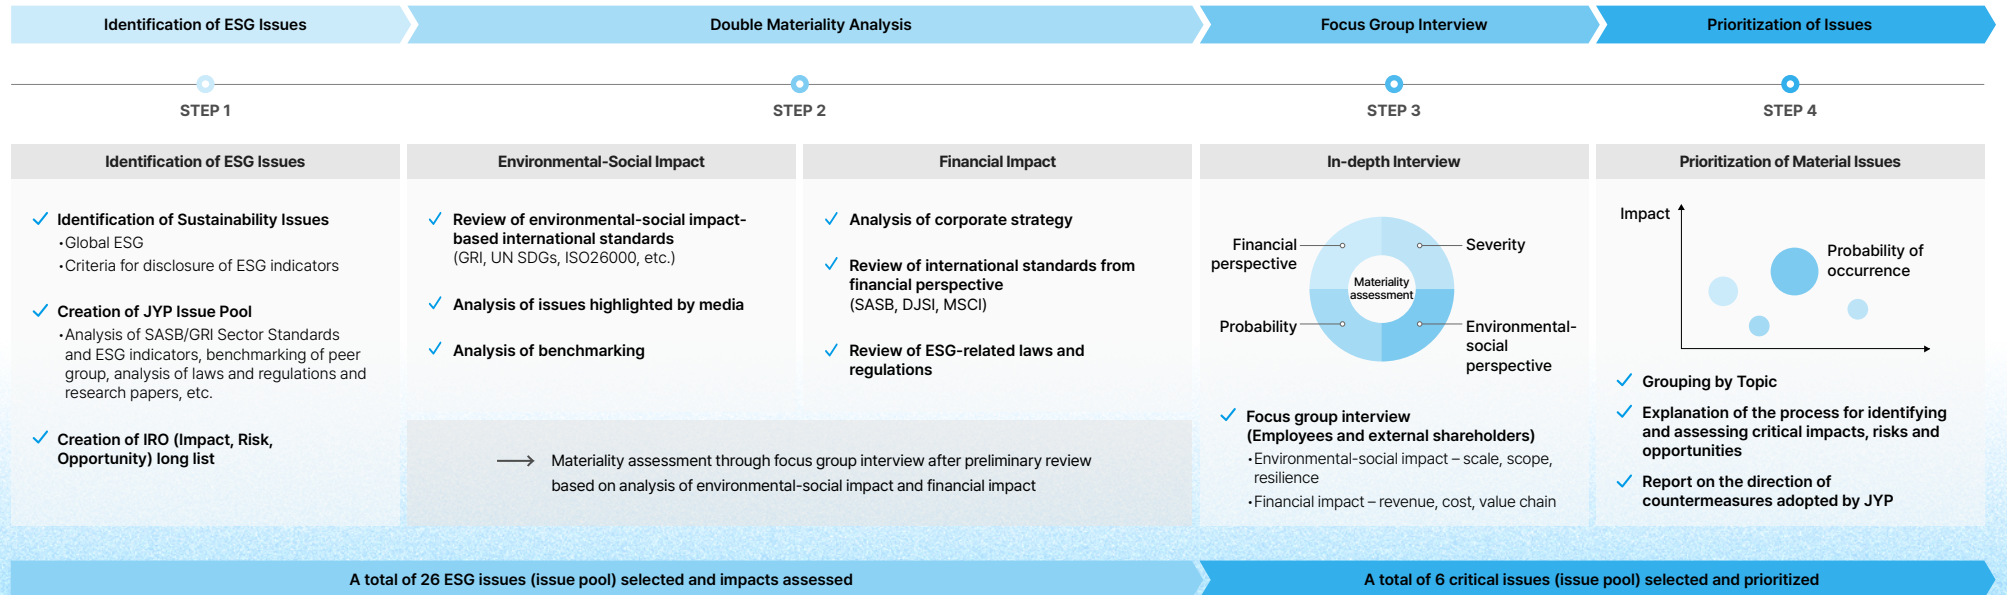 Identification of ESG Issues
Double Materiality Analysis
Focus Group Interview
Prioritization of Issues
STEP 1
STEP 2
STEP 3
STEP 4
Identification of ESG Issues
Identification of Sustainability Issues
·Global ESG
·Criteria for disclosure of ESG indicators
Creation of JYP Issue Pool
·Analysis of SASB/GRI Sector Standards
and ESG indicators, benchmarking of peer
group, analysis of laws and regulations and
research papers, etc.
Creation of IRO (Impact, Risk,
Opportunity) long list
Environmental-Social Impact
Review of environmental-social impact-
based international standards
(GRI, UN SDGs, ISO26000, etc.)
Analysis of issues highlighted by media
Analysis of benchmarking
Financial Impact
Analysis of corporate strategy
Review of international standards from
financial perspective
(SASB, DJSI, MSCI)
Review of ESG-related laws and
regulations
Materiality assessment through focus group interview after preliminary review
based on analysis of environmental-social impact and financial impact
In-depth Interview
Financial
perspective
Severity
Materiality
assessment
Probability
Environmental-
social
perspective
Focus group interview
(Employees and external shareholders)
·Environmental-social impact – scale, scope,
resilience
·Financial impact – revenue, cost, value chain
Prioritization of Material Issues
Impact
Probability of
occurrence
Grouping by Topic
Explanation of the process for identifying
and assessing critical impacts, risks and
opportunities
Report on the direction of
countermeasures adopted by JYP
A total of 26 ESG issues (issue pool) selected and impacts assessed
A total of 6 critical issues (issue pool) selected and prioritized